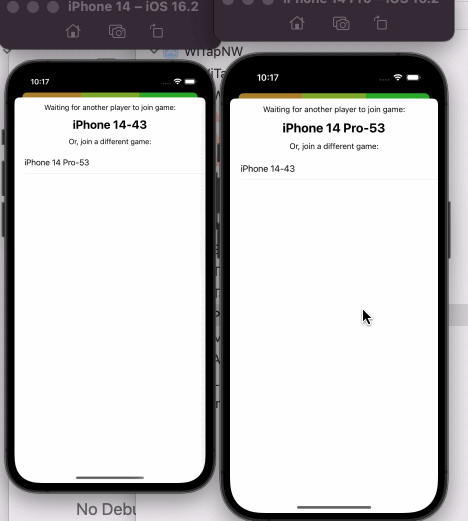 iPhone 14 – iOS 16.2
WiTapNW
10:17
Waiting for another player to join game:
iPhone 14-43
Or, join a different game:
iPhone 14 Pro-53
10:17
Waiting for another player to join game:
iPhone 14 Pro-53
Or, join a different game:
iPhone 14-43
No Debu